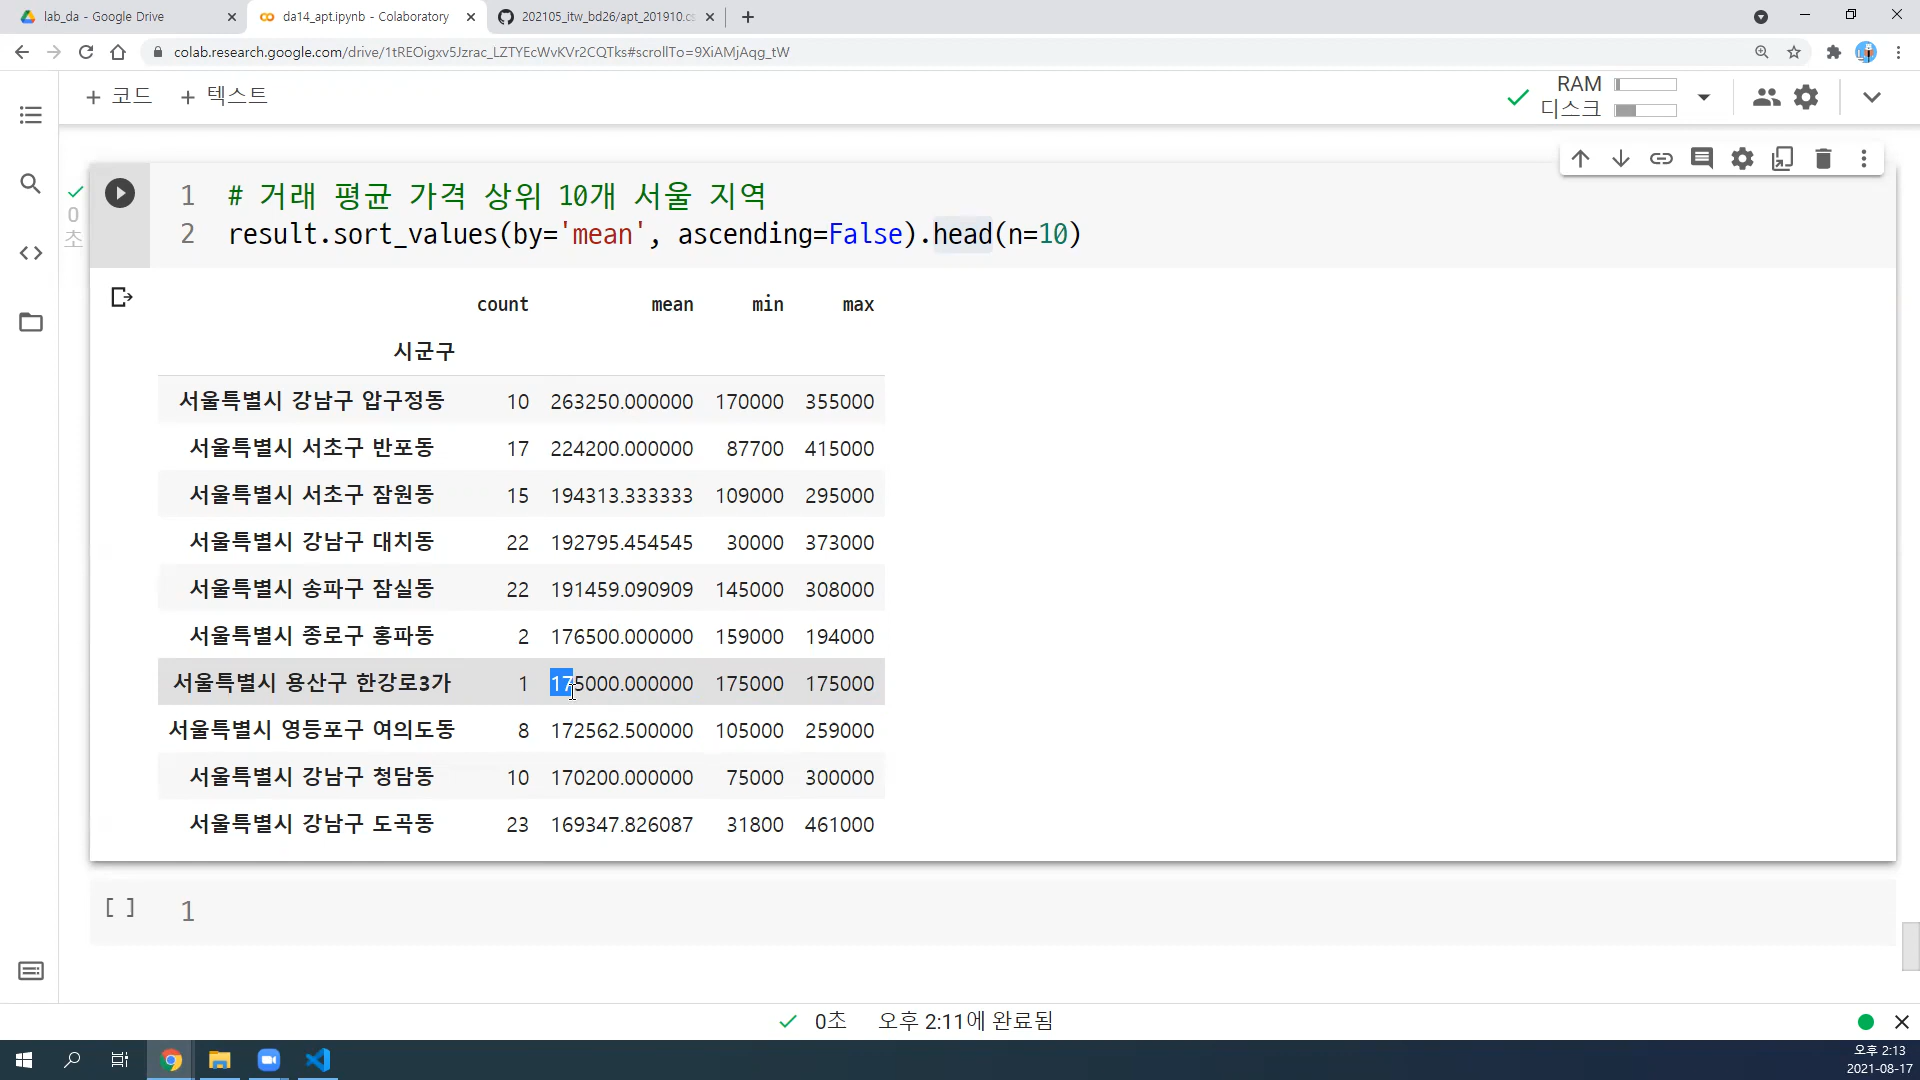 lab_da - Google Drive
da14_apt.ipynb - Colaboratory
202105_itw_bd26/apt_201910.cs
colab.research.google.com/drive/1tREOigxv5Jzrac_LZTYEcWvKVr2CQTks#scrollTo=9XiAMjAqg_tW
+ 코드 + 텍스트
RAM
디스크
0
초
1 # 거래 평균 가격 상위 10개 서울 지역
2 result.sort_values(by='mean', ascending=False).head(n=10)
count mean min max
시군구
서울특별시 강남구 압구정동 10 263250.000000 170000 355000
서울특별시 서초구 반포동 17 224200.000000 87700 415000
서울특별시 서초구 잠원동 15 194313.333333 109000 295000
서울특별시 강남구 대치동 22 192795.454545 30000 373000
서울특별시 송파구 잠실동 22 191459.090909 145000 308000
서울특별시 종로구 홍파동 2 176500.000000 159000 194000
서울특별시 용산구 한강로3가 1 175000.000000 175000 175000
서울특별시 영등포구 여의도동 8 172562.500000 105000 259000
서울특별시 강남구 청담동 10 170200.000000 75000 300000
서울특별시 강남구 도곡동 23 169347.826087 31800 461000
[ ] 1
0초 오후 2:11에 완료됨
오후 2:13
2021-08-17